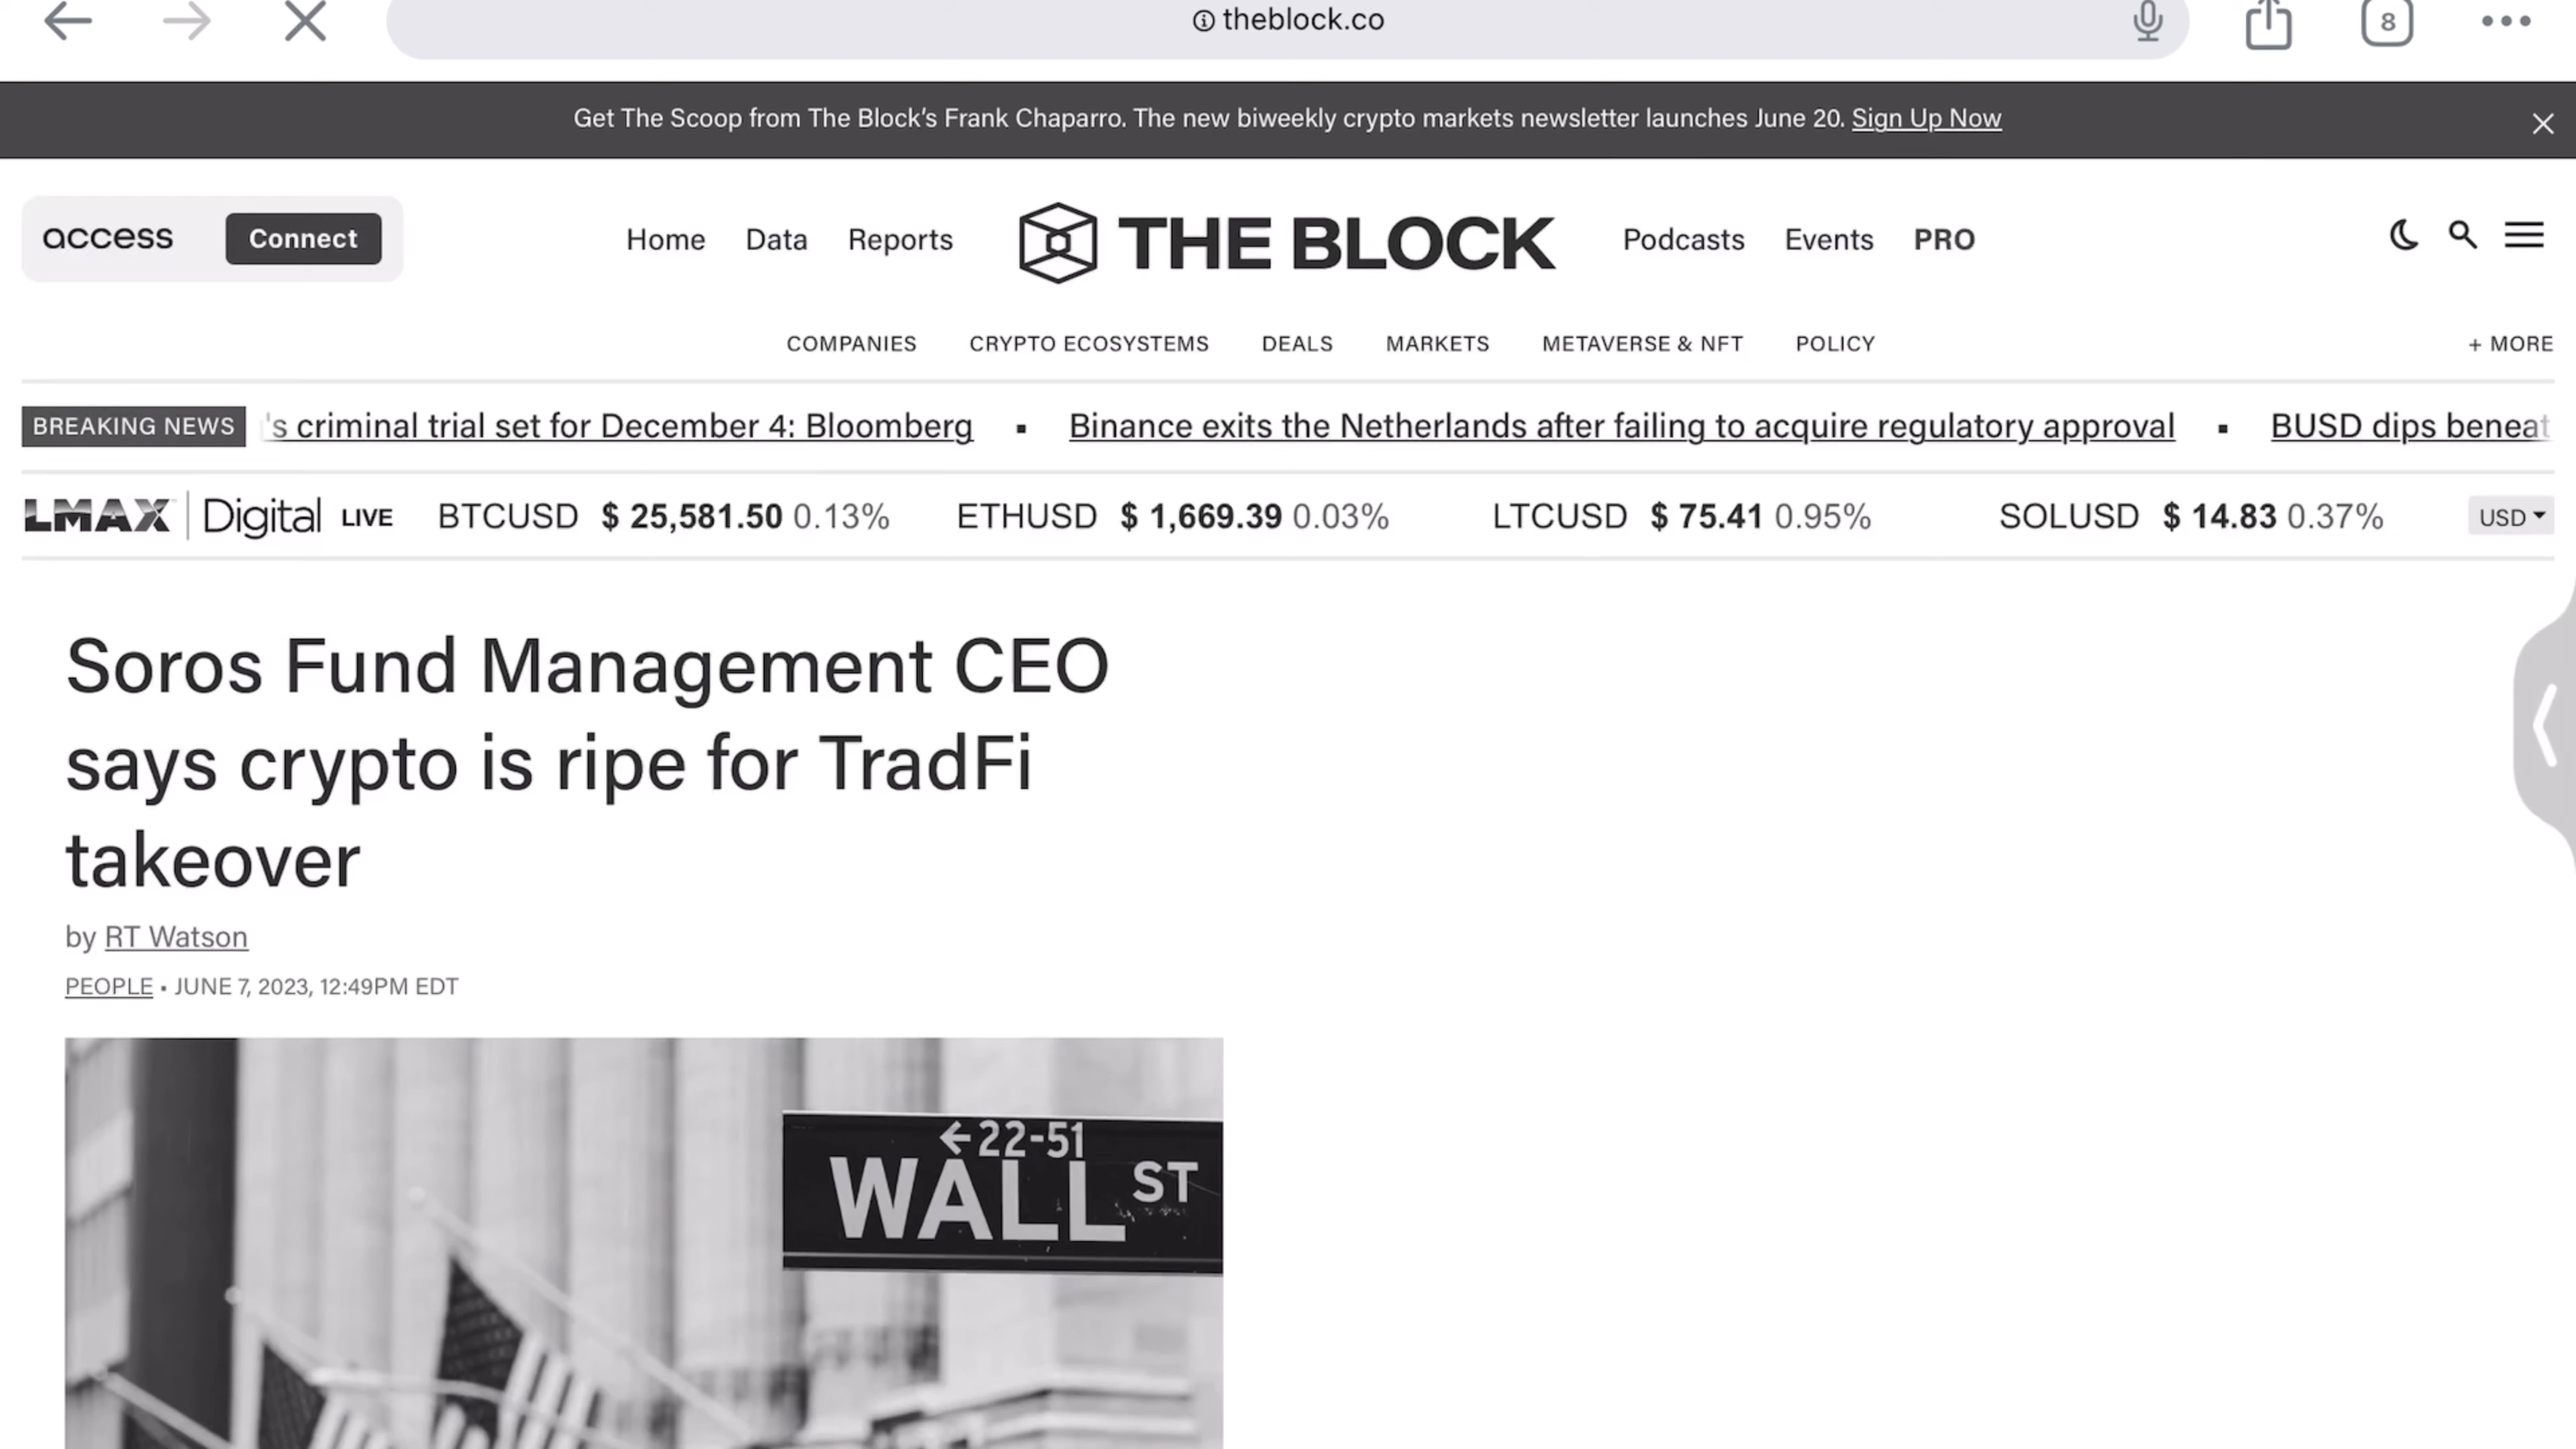 theblock.co
8
Get The Scoop from The Block's Frank Chaparro. The new biweekly crypto markets newsletter launches June 20. Sign Up Now
access Connect Home Data Reports THE BLOCK Podcasts Events PRO
COMPANIES CRYPTO ECOSYSTEMS DEALS MARKETS METAVERSE & NFT POLICY + MORE
BREAKING NEWS 's criminal trial set for December 4: Bloomberg ▪ Binance exits the Netherlands after failing to acquire regulatory approval ▪ BUSD dips beneat
LMAX Digital LIVE BTCUSD $ 25,581.50 0.13% ETHUSD $ 1,669.39 0.03% LTCUSD $ 75.41 0.95% SOLUSD $ 14.83 0.37% USD
Soros Fund Management CEO
says crypto is ripe for TradFi
takeover
by RT Watson
PEOPLE • JUNE 7, 2023, 12:49PM EDT
←22-51
WALL ST